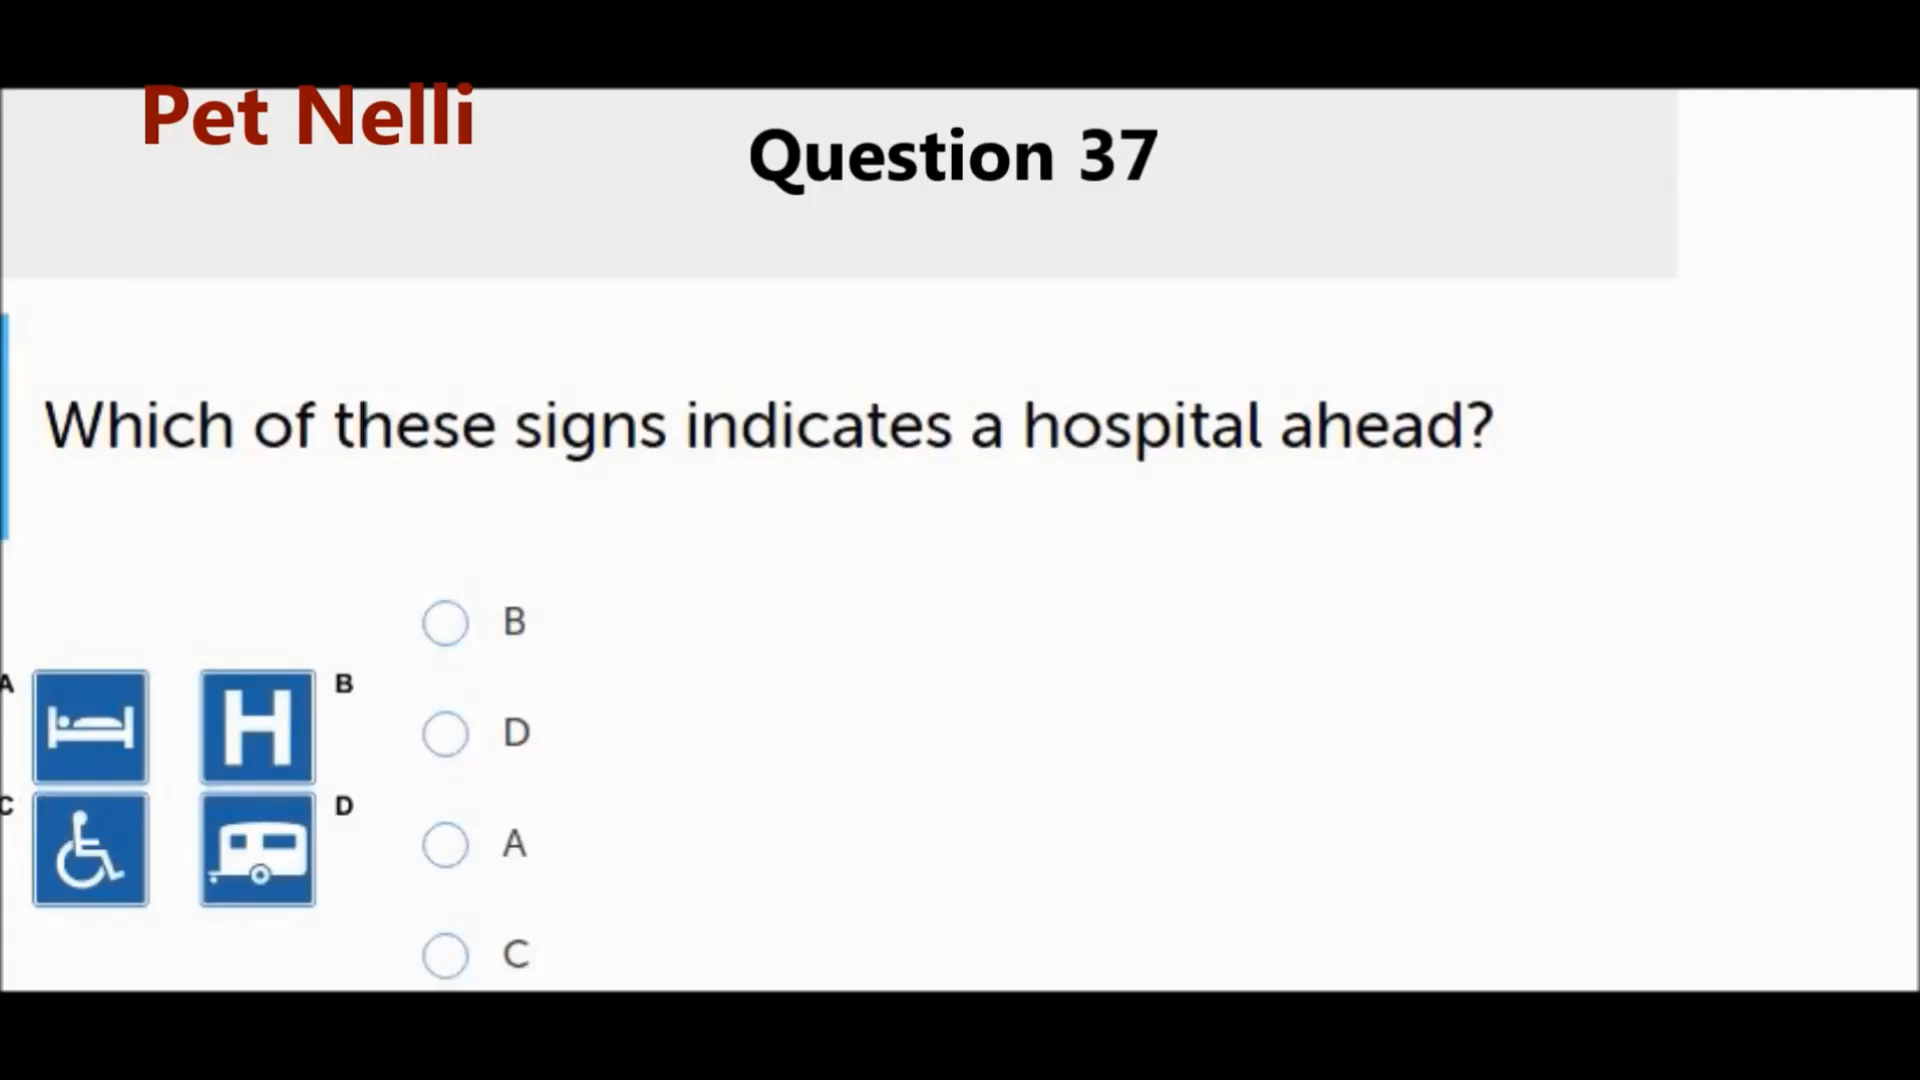 Pet Nelli
Question 37
Which of these signs indicates a hospital ahead?
B
D
A
C
A
H
B
C
D